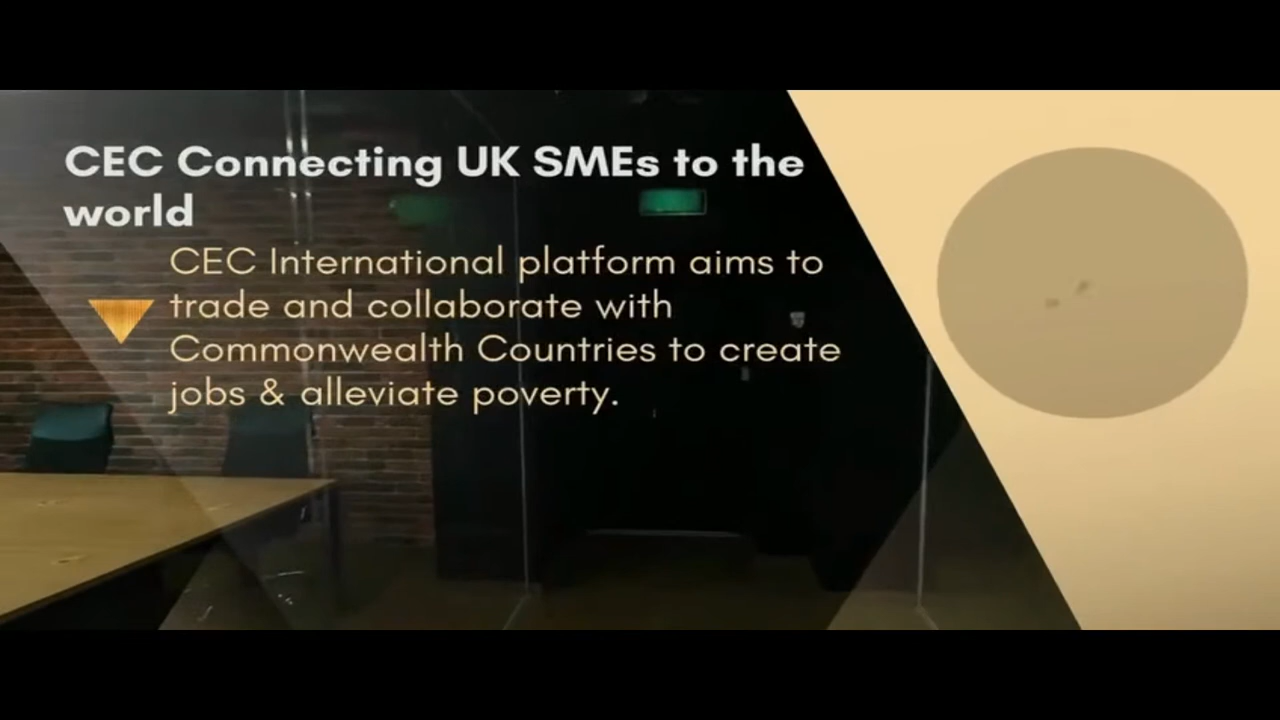 CEC Connecting UK SMEs to the
world
CEC International platform aims to
trade and collaborate with
Commonwealth Countries to create
jobs & alleviate poverty.